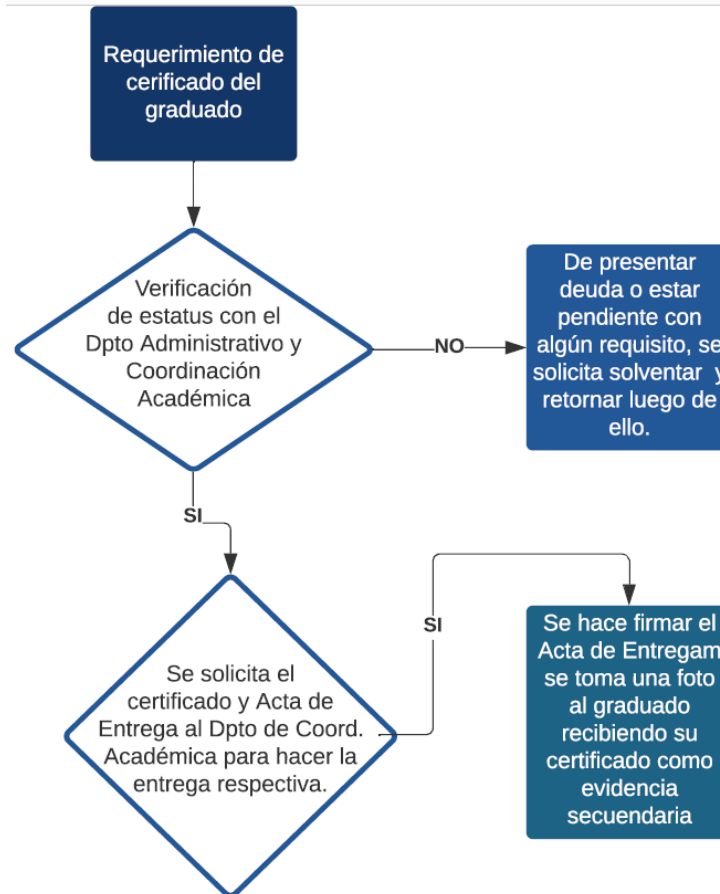 Requerimiento de
cerificado del
graduado
Verificación
de estatus con el
Dpto Administrativo y
Coordinación
Académica
NO
De presentar
deuda o estar
pendiente con
algún requisito, se
solicita solventar y
retornar luego de
ello.
SI
Se solicita el
certificado y Acta de
Entrega al Dpto de Coord.
Académica para hacer la
entrega respectiva.
SI
Se hace firmar el
Acta de Entregam
se toma una foto
al graduado
recibiendo su
certificado como
evidencia
secuendaria